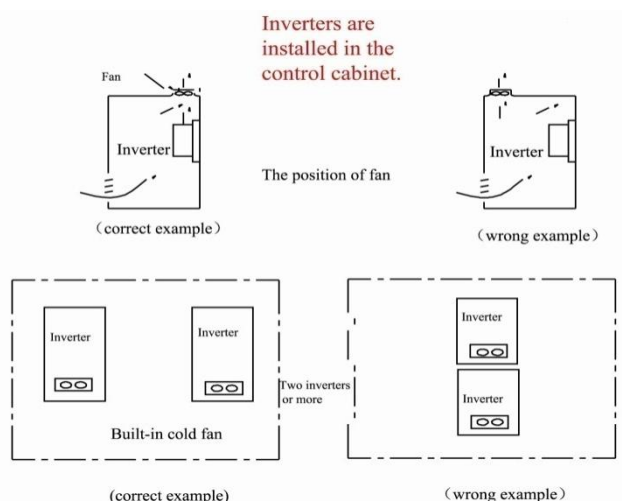 Inverters are
installed in the
control cabinet.
Fan
Inverter
Inverter
The position of fan
(correct example)
(wrong example)
Inverter
Inverter
Two inverters
or more
Built-in cold fan
Inverter
Inverter
(correct example)
(wrong example)